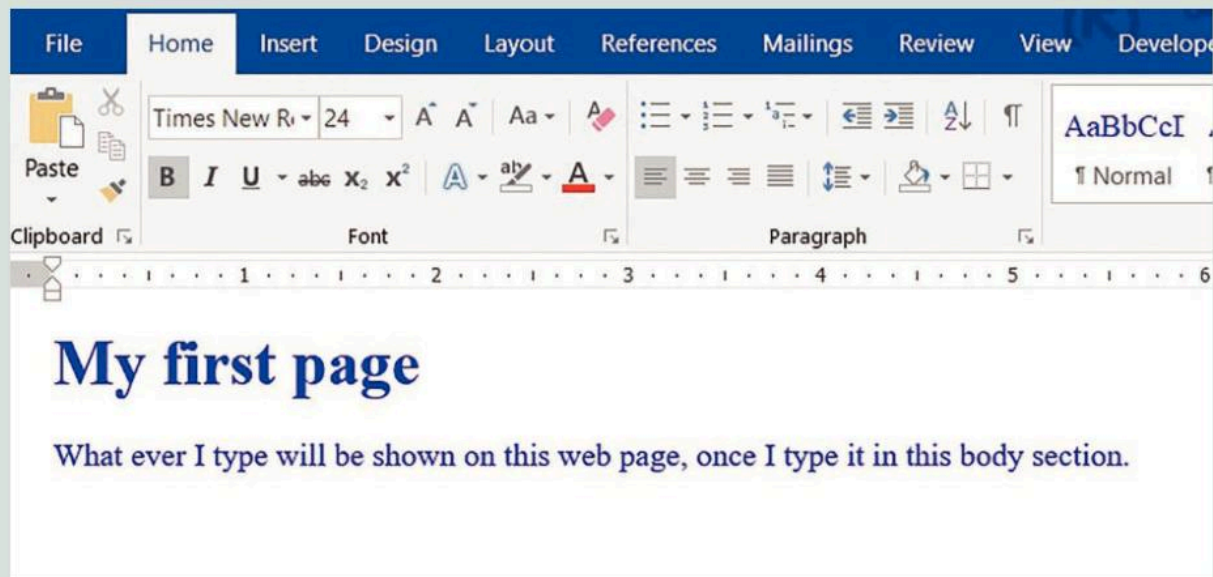 File Home Insert Design Layout References Mailings Review View Develope
Times New R 24 A A Aa A
Paste B I U abc X₂ X² A aby A AaBbCcI
¶ Normal
Clipboard Font Paragraph
1 2 3 4 5 6
My first page
What ever I type will be shown on this web page, once I type it in this body section.